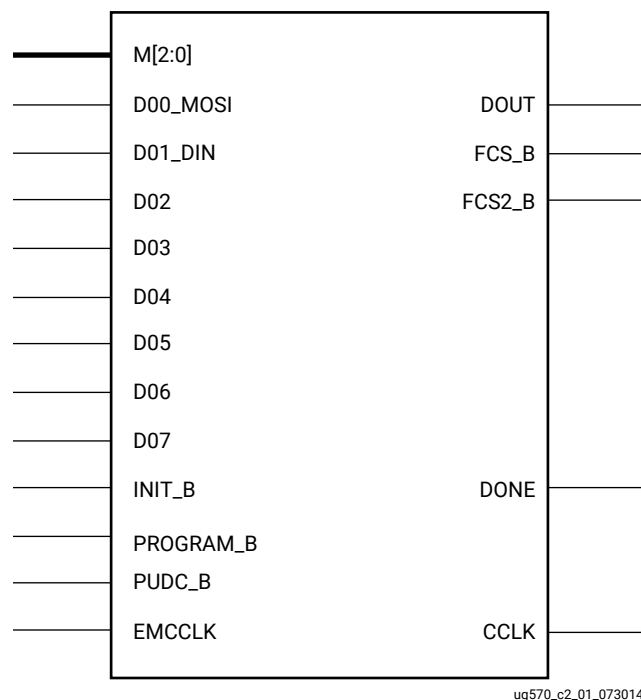 M[2:0]
D00_MOSI DOUT
D01_DIN FCS_B
D02 FCS2_B
D03
D04
D05
D06
D07
INIT_B DONE
PROGRAM_B
PUDC_B
EMCCLK CCLK
ug570_c2_01_073014